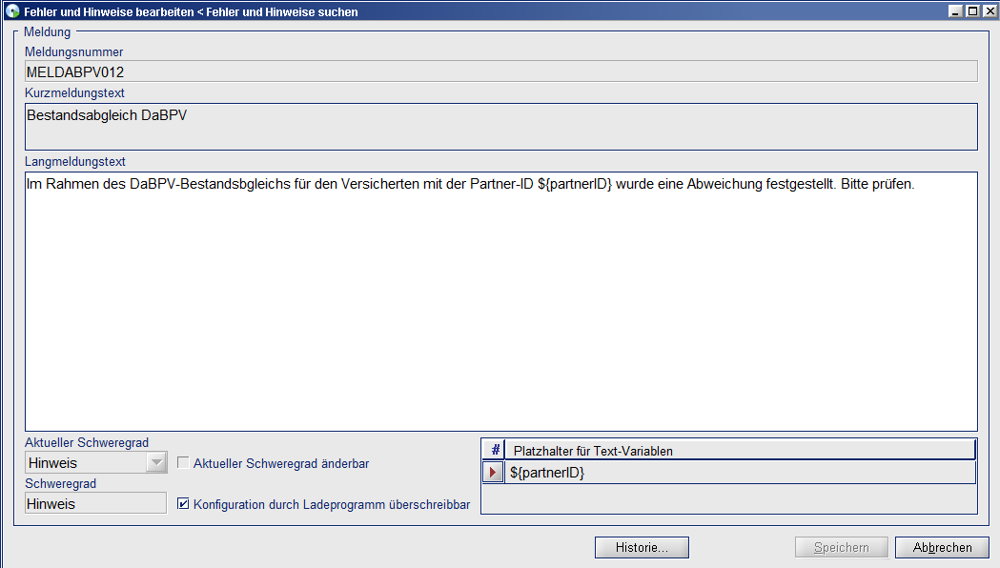 Fehler und Hinweise bearbeiten < Fehler und Hinweise suchen
Meldung
Meldungsnummer
MELDABPV012
Kurzmeldungstext
Bestandsabgleich DaBPV
Langmeldungstext
Im Rahmen des DaBPV-Bestandsbgleichs für den Versicherten mit der Partner-ID ${partnerID} wurde eine Abweichung festgestellt. Bitte prüfen.
Aktueller Schweregrad
Hinweis
Aktueller Schweregrad änderbar
Schweregrad
Hinweis
Konfiguration durch Ladeprogramm überschreibbar
# Platzhalter für Text-Variablen
${partnerID}
Historie... Speichern Abbrechen